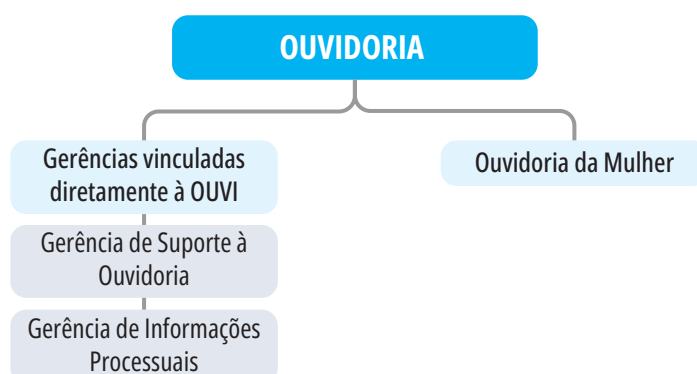 OUVIDORIA
Gerências vinculadas
diretamente à OUVI
Ouvidoria da Mulher
Gerência de Suporte à
Ouvidoria
Gerência de Informações
Processuais